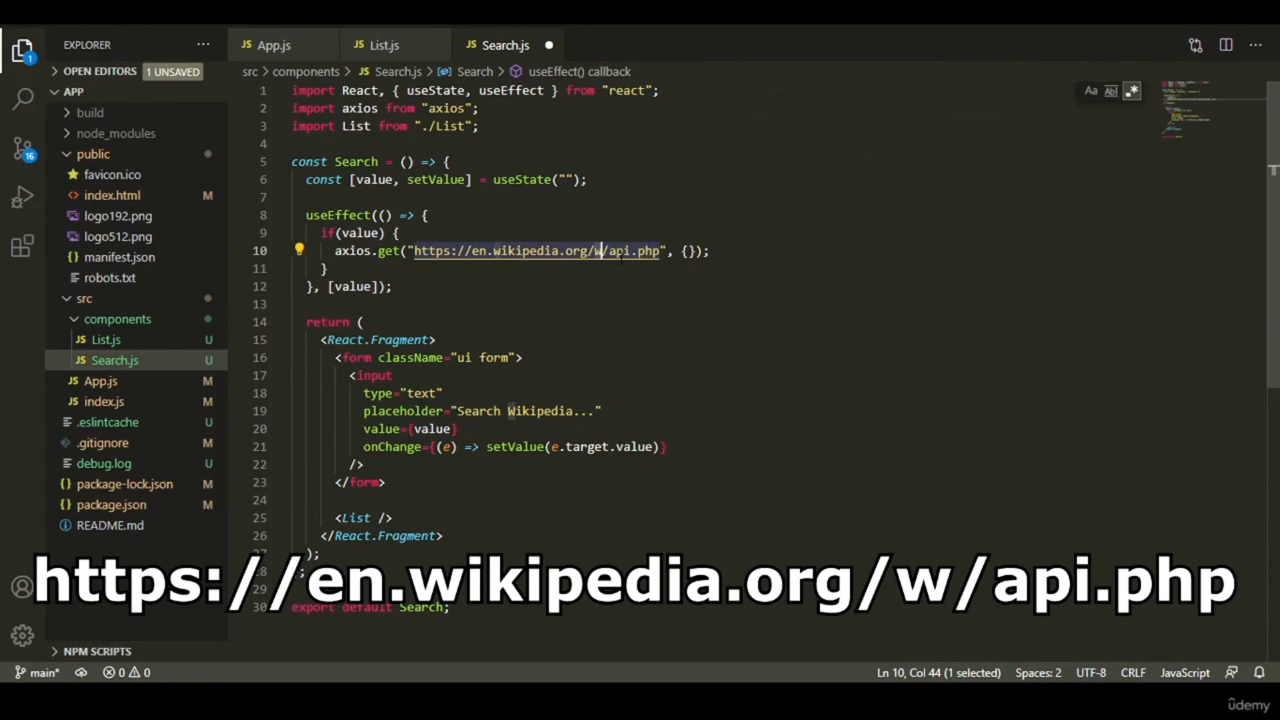 EXPLORER
App.js
List.js
Search.js
1
OPEN EDITORS 1 UNSAVED
src > components > Search.js > Search > useEffect() callback
APP
1 import React, { useState, useEffect } from "react";
Aa Abl .*
build
2 import axios from "axios";
node_modules
3 import List from "./List";
public
4
favicon.ico
5 const Search = () => {
16
index.html M
6 const [value, setValue] = useState("");
logo192.png
7
logo512.png
8 useEffect(() => {
manifest.json
9 if(value) {
robots.txt
10 axios.get("https://en.wikipedia.org/w/api.php", {});
src
11 }
components
12 }, [value]);
List.js U
13
Search.js U
14 return (
App.js M
15 <React.Fragment>
index.js M
16 <form className="ui form">
.eslintcache U
17 <input
.gitignore M
18 type="text"
debug.log U
19 placeholder="Search Wikipedia..."
package-lock.json M
20 value={value}
package.json M
21 onChange={(e) => setValue(e.target.value)}
README.md
22 />
23 </form>
24
25 <List />
26 </React.Fragment>
27 );
28 };
https://en.wikipedia.org/w/api.php
30 export default Search;
NPM SCRIPTS
main* 0 0 Ln 10, Col 44 (1 selected) Spaces: 2 UTF-8 CRLF JavaScript
ûdemy